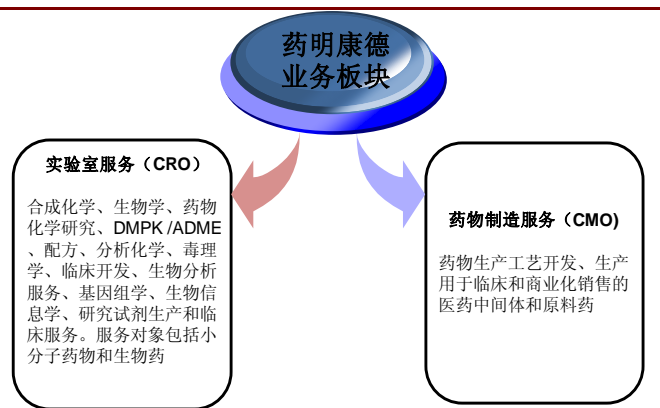 药明康德
业务板块
实验室服务（CRO）
合成化学、生物学、药物
化学研究、DMPK /ADME
、配方、分析化学、毒理
学、临床开发、生物分析
服务、基因组学、生物信
息学、研究试剂生产和临
床服务。服务对象包括小
分子药物和生物药
药物制造服务（CMO)
药物生产工艺开发、生产
用于临床和商业化销售的
医药中间体和原料药